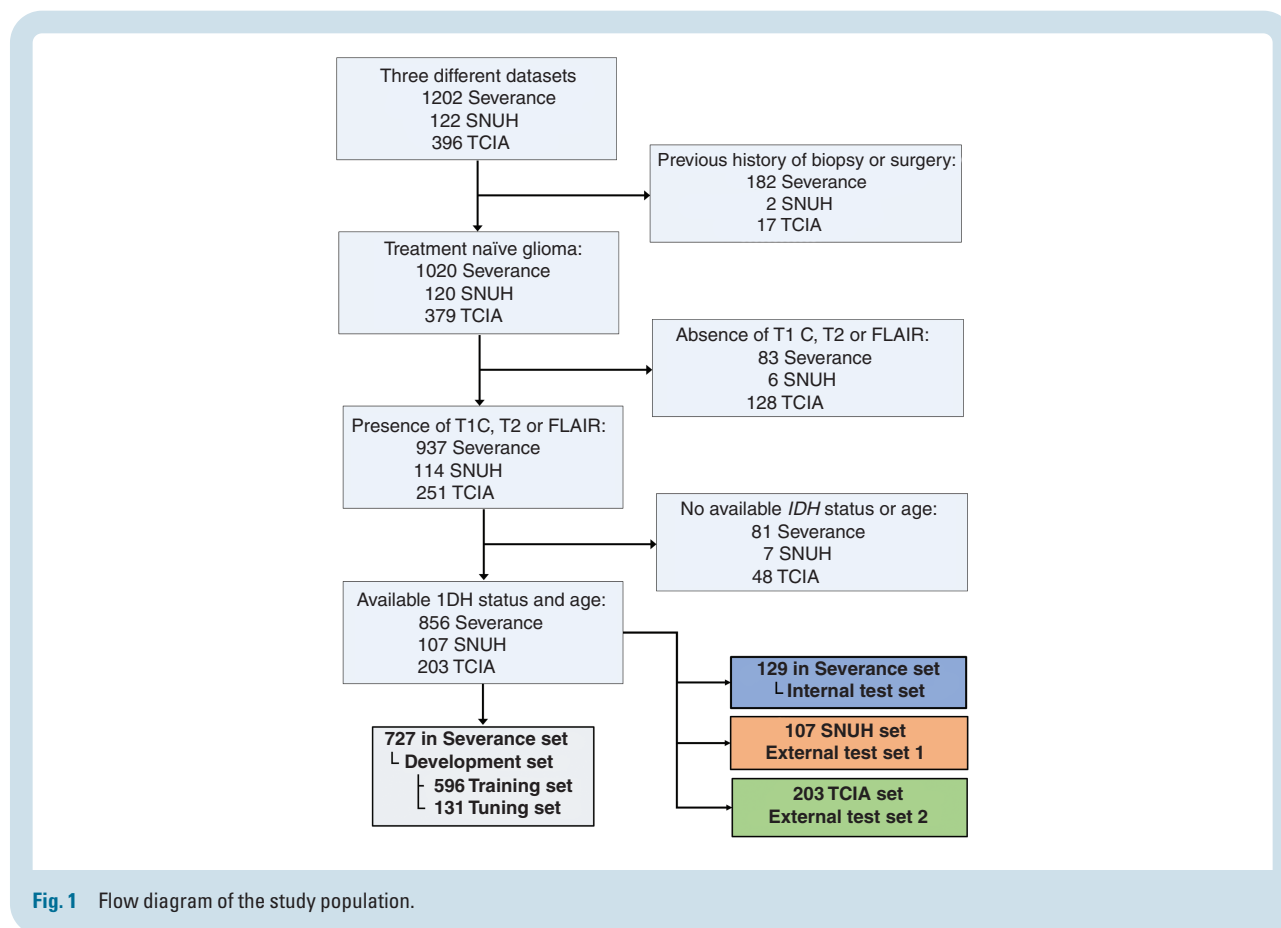 Three different datasets
1202 Severance
122 SNUH
396 TCIA
Previous history of biopsy or surgery:
182 Severance
2 SNUH
17 TCIA
Treatment naïve glioma:
1020 Severance
120 SNUH
379 TCIA
Absence of T1 C, T2 or FLAIR:
83 Severance
6 SNUH
128 TCIA
Presence of T1C, T2 or FLAIR:
937 Severance
114 SNUH
251 TCIA
No available IDH status or age:
81 Severance
7 SNUH
48 TCIA
Available 1DH status and age:
856 Severance
107 SNUH
203 TCIA
129 in Severance set
Internal test set
107 SNUH set
External test set 1
203 TCIA set
External test set 2
727 in Severance set
Development set
596 Training set
131 Tuning set
Fig. 1 Flow diagram of the study population.